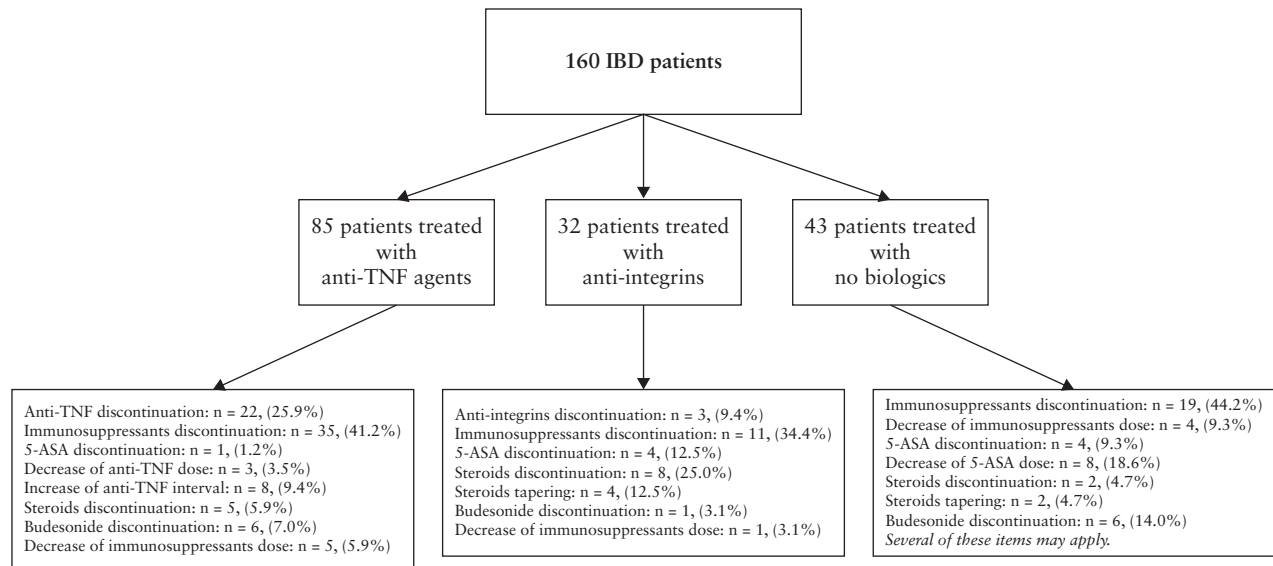 160 IBD patients
85 patients treated
with
anti-TNF agents
32 patients treated
with
anti-integrins
43 patients treated
with
no biologics
Anti-TNF discontinuation: n = 22, (25.9%)
Immunosuppressants discontinuation: n = 35, (41.2%)
5-ASA discontinuation: n = 1, (1.2%)
Decrease of anti-TNF dose: n = 3, (3.5%)
Increase of anti-TNF interval: n = 8, (9.4%)
Steroids discontinuation: n = 5, (5.9%)
Budesonide discontinuation: n = 6, (7.0%)
Decrease of immunosuppressants dose: n = 5, (5.9%)
Anti-integrins discontinuation: n = 3, (9.4%)
Immunosuppressants discontinuation: n = 11, (34.4%)
5-ASA discontinuation: n = 4, (12.5%)
Steroids discontinuation: n = 8, (25.0%)
Steroids tapering: n = 4, (12.5%)
Budesonide discontinuation: n = 1, (3.1%)
Decrease of immunosuppressants dose: n = 1, (3.1%)
Immunosuppressants discontinuation: n = 19, (44.2%)
Decrease of immunosuppressants dose: n = 4, (9.3%)
5-ASA discontinuation: n = 4, (9.3%)
Decrease of 5-ASA dose: n = 8, (18.6%)
Steroids discontinuation: n = 2, (4.7%)
Steroids tapering: n = 2, (4.7%)
Budesonide discontinuation: n = 6, (14.0%)
Several of these items may apply.